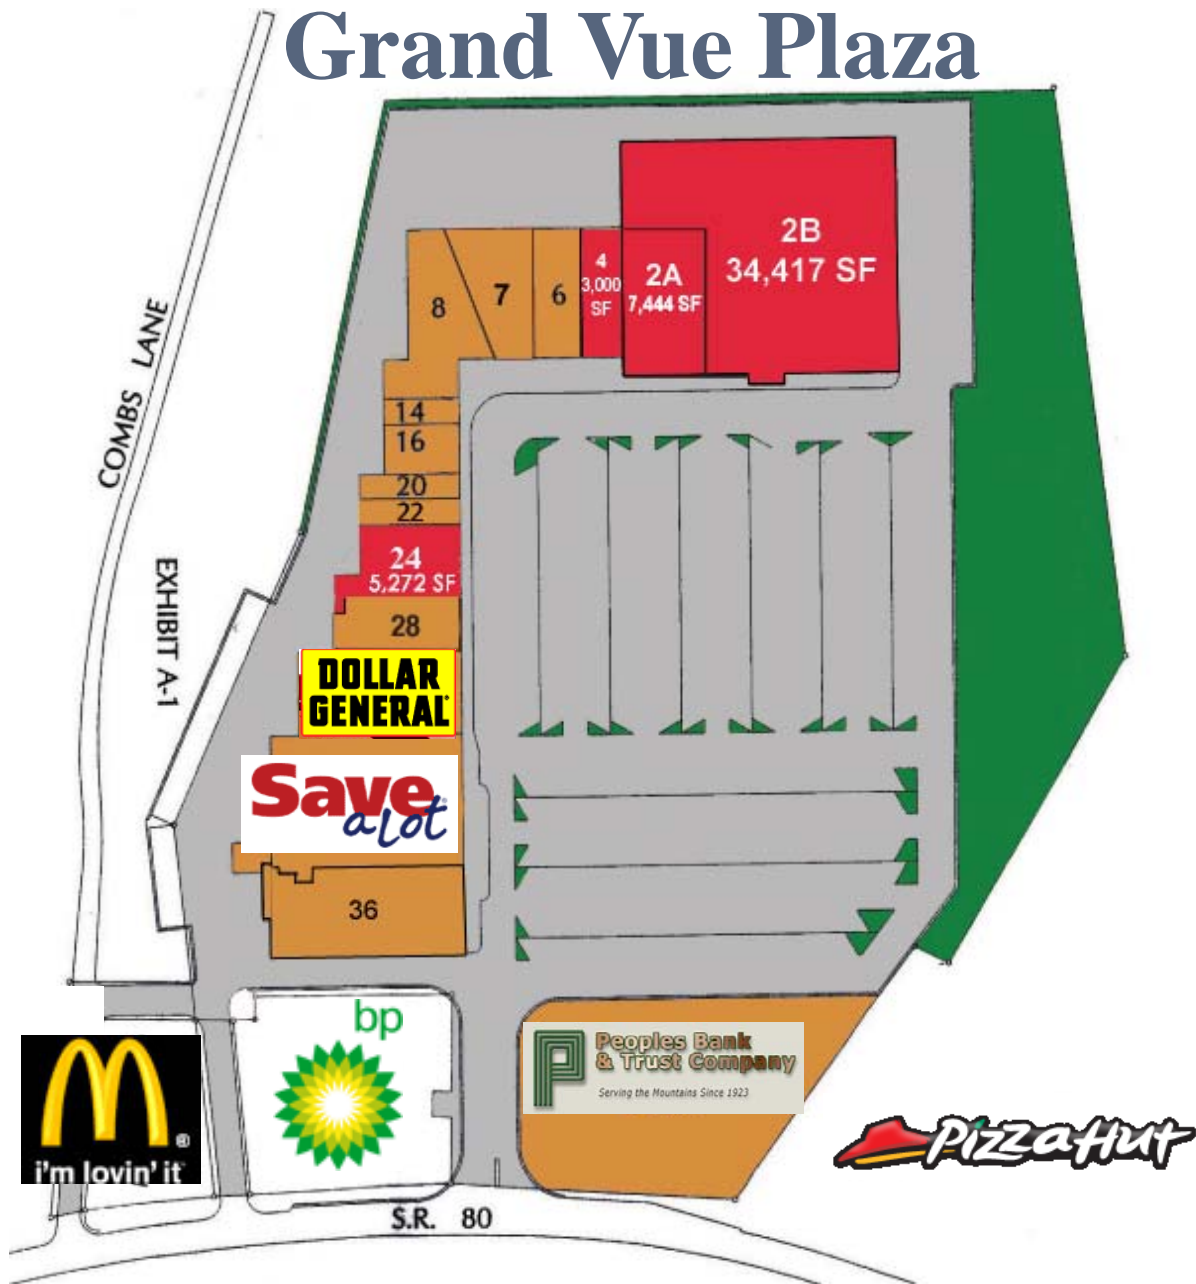 Grand Vue Plaza
2B
34,417 SF
4
3,000
SF
2A
7,444 SF
8
7
6
COMBS LANE
14
16
20
22
24
5,272 SF
EXHIBIT A-1
28
DOLLAR
GENERAL
Save
a Lot
36
bp
Peoples Bank
& Trust Company
Serving the Mountains Since 1923
®
i'm lovin' it
Pizza Hut
S.R. 80